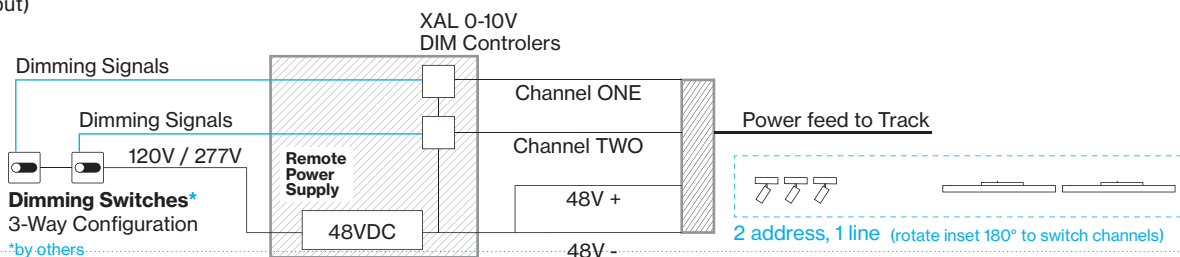 out)
XAL 0-10V
DIM Controlers
Dimming Signals
Channel ONE
Dimming Signals
Power feed to Track
Channel TWO
120V / 277V
Remote
Power
Supply
Dimming Switches*
3-Way Configuration
*by others
48V +
48VDC
48V -
2 address, 1 line (rotate inset 180° to switch channels)